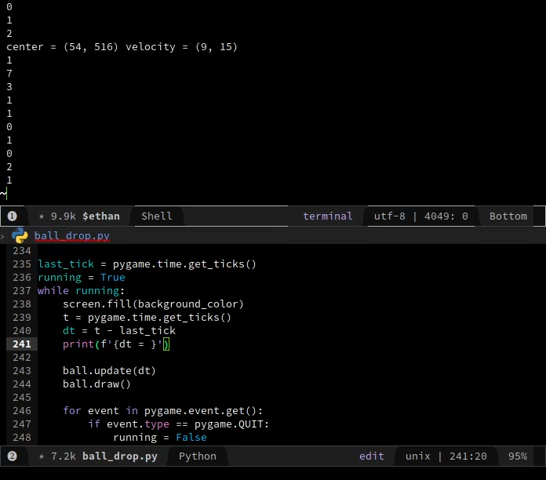 0
1
2
center = (54, 516) velocity = (9, 15)
1
7
3
1
1
0
1
0
2
1
~
1 * 9.9k $ethan Shell terminal utf-8 | 4049: 0 Bottom
› ball_drop.py
234
235 last_tick = pygame.time.get_ticks()
236 running = True
237 while running:
238 screen.fill(background_color)
239 t = pygame.time.get_ticks()
240 dt = t - last_tick
241 print(f'{dt = }')
242
243 ball.update(dt)
244 ball.draw()
245
246 for event in pygame.event.get():
247 if event.type == pygame.QUIT:
248 running = False
2 * 7.2k ball_drop.py Python edit unix | 241:20 95%